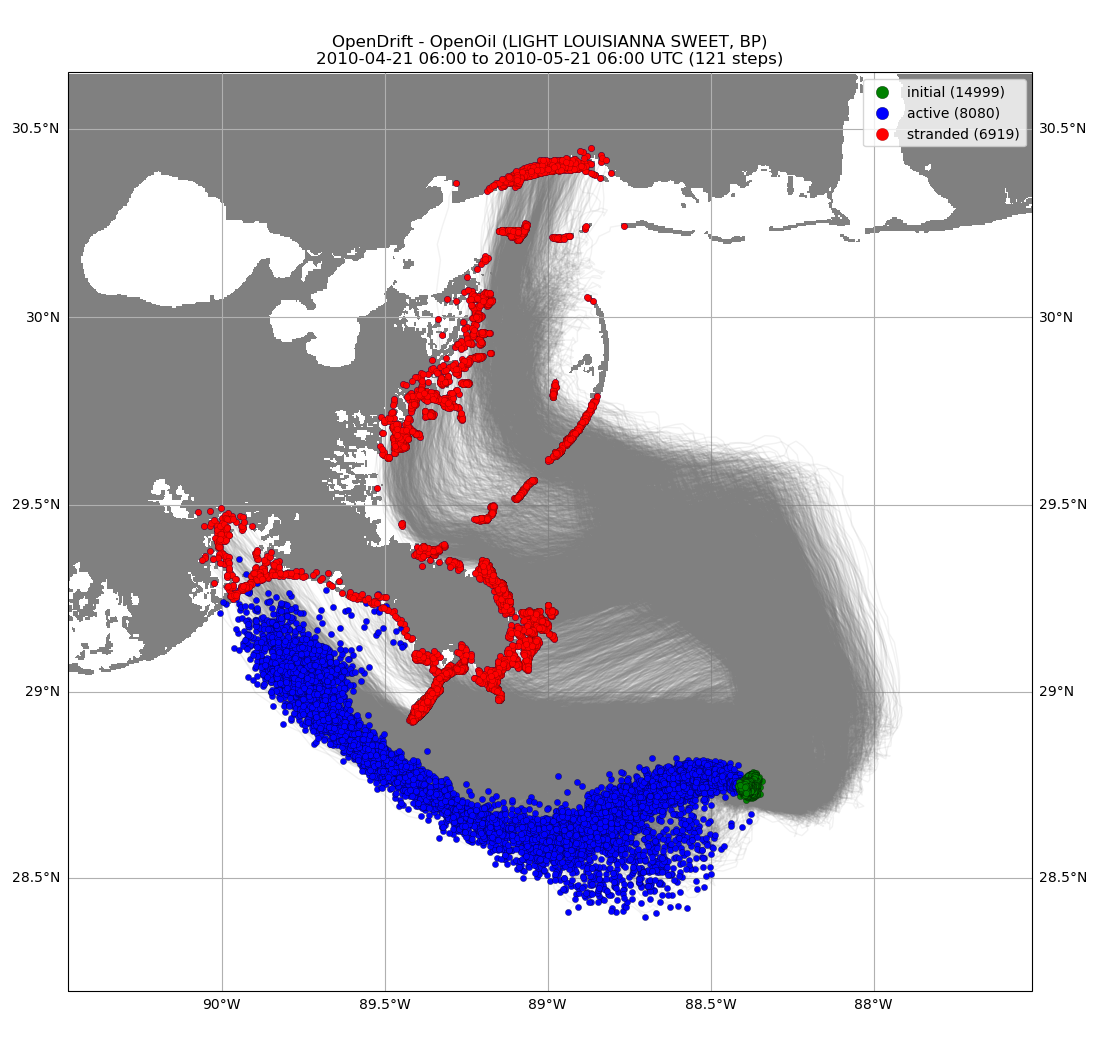 OpenDrift - OpenOil (LIGHT LOUISIANNA SWEET, BP)
2010-04-21 06:00 to 2010-05-21 06:00 UTC (121 steps)
initial (14999)
active (8080)
stranded (6919)
30.5°N
30.5°N
30°N
30°N
29.5°N
29.5°N
29°N
29°N
28.5°N
28.5°N
90°W
89.5°W
89°W
88.5°W
88°W